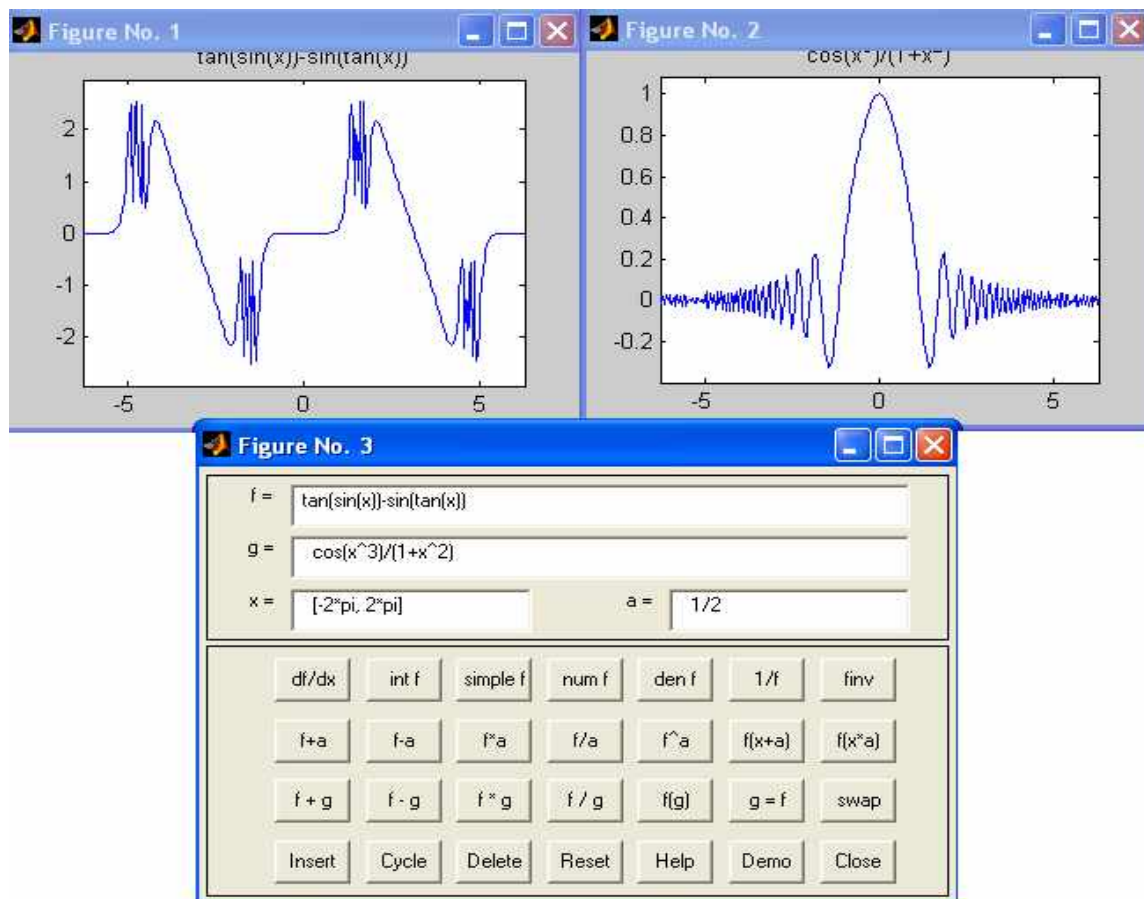 Figure No. 1
tan(sin(x))-sin(tan(x))
2
1
0
-1
-2
-5 0 5
Figure No. 2
1
0.8
0.6
0.4
0.2
0
-0.2
-5 0 5
Figure No. 3
f = tan(sin(x))-sin(tan(x))
g = cos(x^3)/(1+x^2)
x = [-2*pi, 2*pi] a = 1/2
df/dx int f simple f num f den f 1/f finv
f+a f-a f*a f/a f^a f(x+a) f(x*a)
f + g f - g f * g f / g f(g) g = f swap
Insert Cycle Delete Reset Help Demo Close